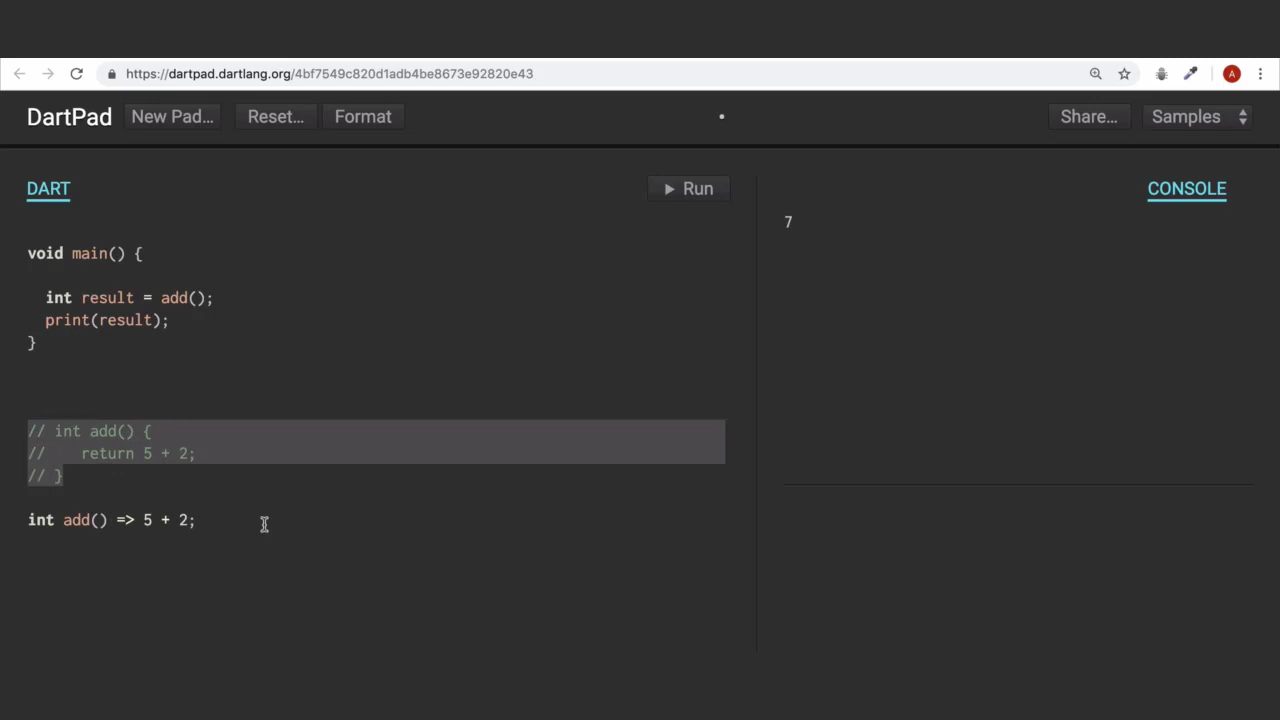 https://dartpad.dartlang.org/4bf7549c820d1adb4be8673e92820e43
A
DartPad New Pad... Reset... Format Share... Samples
DART Run CONSOLE
7
void main() {
int result = add();
print(result);
}
// int add() {
// return 5 + 2;
// }
int add() => 5 + 2;